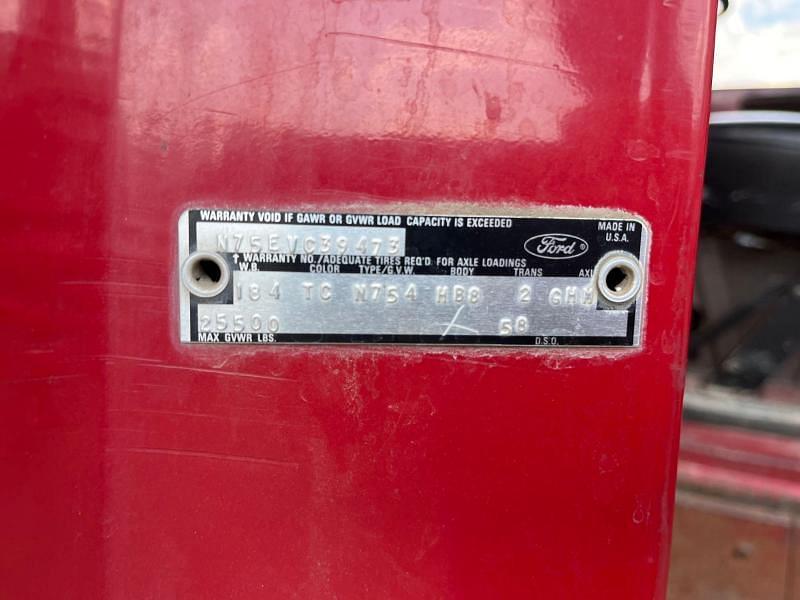 WARRANTY VOID IF GAWR OR GVWR LOAD CAPACITY IS EXCEEDED
MADE IN
U.S.A.
Ford ®
N75EVC39473
↑ WARRANTY NO./ADEQUATE TIRES REQ'D FOR AXLE LOADINGS
W.B. COLOR TYPE/G.V.W. BODY TRANS
184 TC N754 HB8 2 GHH
25500 58
MAX GVWR LBS. D.S.O.